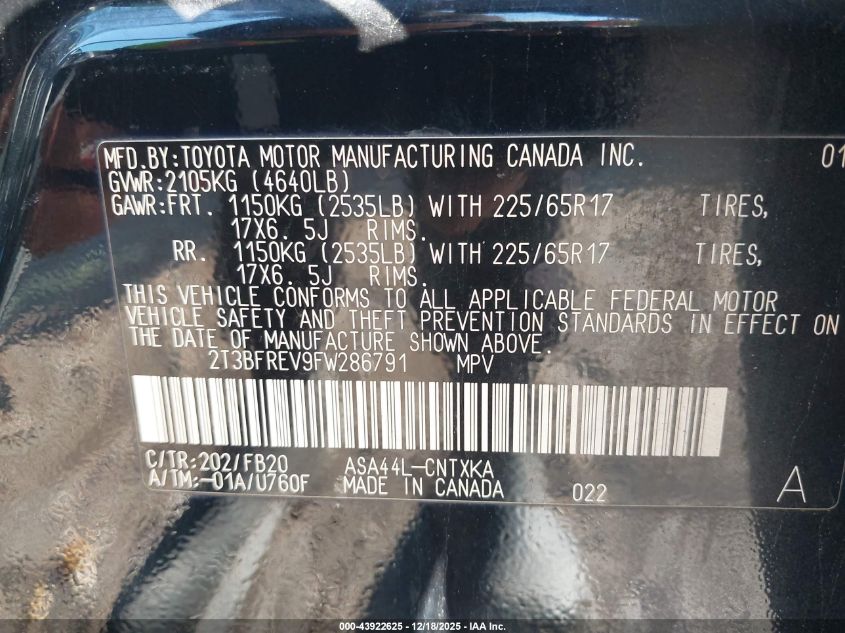 MFD.BY:TOYOTA MOTOR MANUFACTURING CANADA INC. 01
GVWR:2105KG (4640LB)
GAWR:FRT. 1150KG (2535LB) WITH 225/65R17 TIRES,
17X6. 5J RIMS.
RR. 1150KG (2535LB) WITH 225/65R17 TIRES,
17X6. 5J RIMS.
THIS VEHICLE CONFORMS TO ALL APPLICABLE FEDERAL MOTOR
VEHICLE SAFETY AND THEFT PREVENTION STANDARDS IN EFFECT ON
THE DATE OF MANUFACTURE SHOWN ABOVE.
2T3BFREV9FW286791 MPV
C/TR:202/FB20 ASA44L-CNTXKA
A/TM:-01A/U760F MADE IN CANADA 022 A
000-43922625 - 12/18/2025 - IAA Inc.